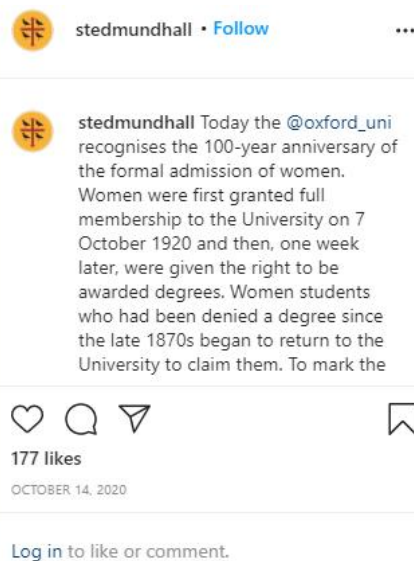 stedmundhall • Follow
stedmundhall Today the @oxford_uni
recognises the 100-year anniversary of
the formal admission of women.
Women were first granted full
membership to the University on 7
October 1920 and then, one week
later, were given the right to be
awarded degrees. Women students
who had been denied a degree since
the late 1870s began to return to the
University to claim them. To mark the
177 likes
OCTOBER 14, 2020
Log in to like or comment.